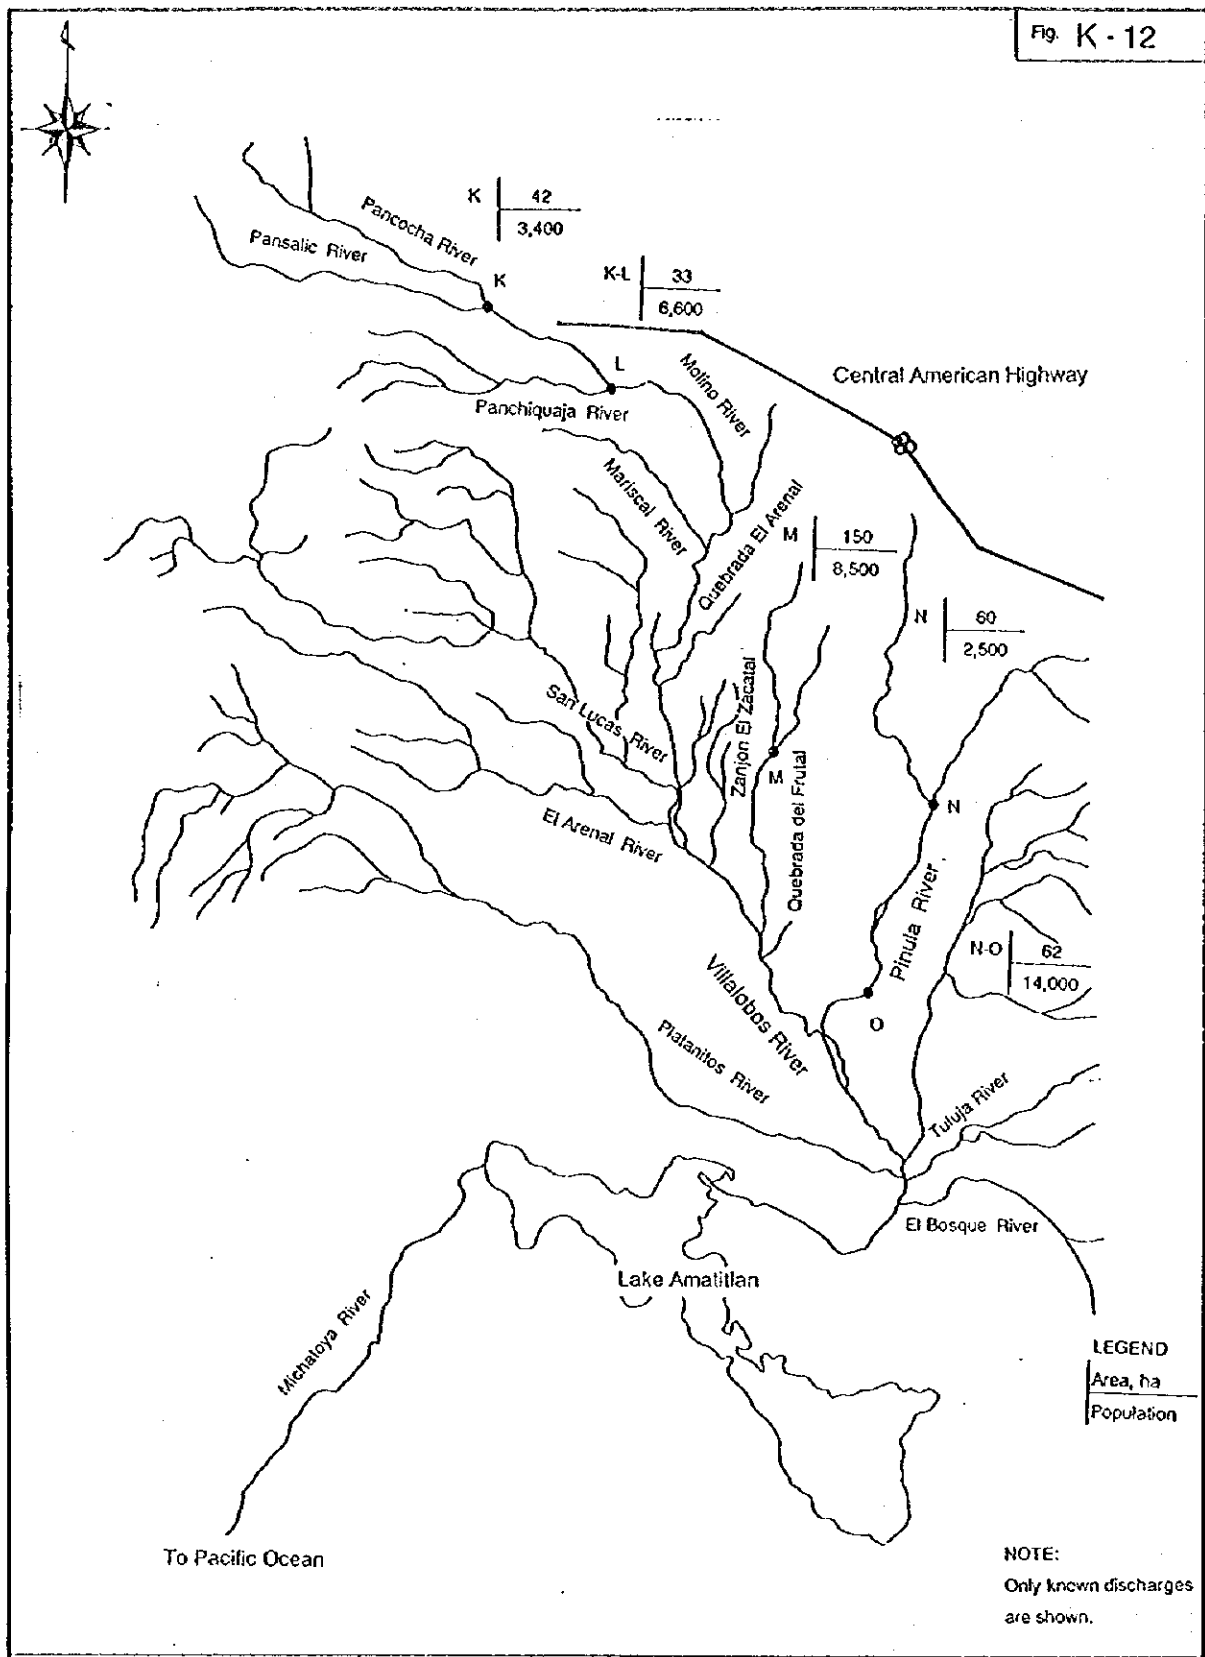 Fig. K - 12
K 42
3,400
Pancocha River
Pansalic River
K
K-L 33
6,600
L
Molino River
Central American Highway
Panchiquaja River
Mariscal River
Quebrada El Arenal
M 150
8,500
N 60
2,500
San Lucas River
Zanjon El Zacatal
M
Quebrada del Frutal
N
El Arenal River
Pinula River
N-O 62
14,000
Villalobos River
O
Platanitos River
Tuluja River
El Bosque River
Lake Amatitlan
Michatoya River
LEGEND
Area, ha
Population
To Pacific Ocean
NOTE:
Only known discharges
are shown.